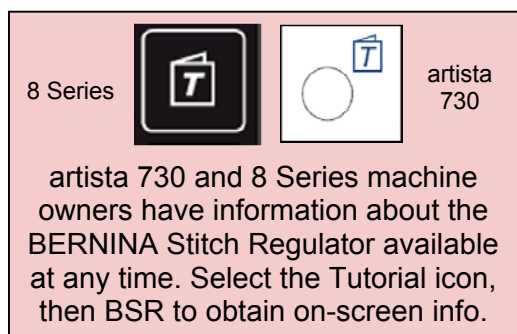 8 Series
T
T
artista
730
artista 730 and 8 Series machine
owners have information about the
BERNINA Stitch Regulator available
at any time. Select the Tutorial icon,
then BSR to obtain on-screen info.